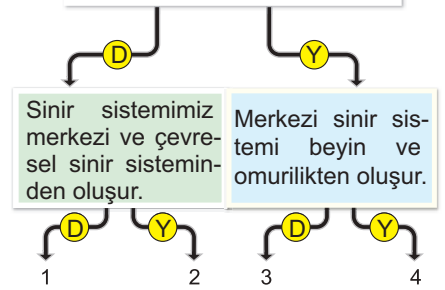 D
Y
Sinir sistemimiz
merkezi ve çevre-
sel sinir sistemin-
den oluşur.
Merkezi sinir sis-
temi beyin ve
omurilikten oluşur.
D
Y
D
Y
1
2
3
4